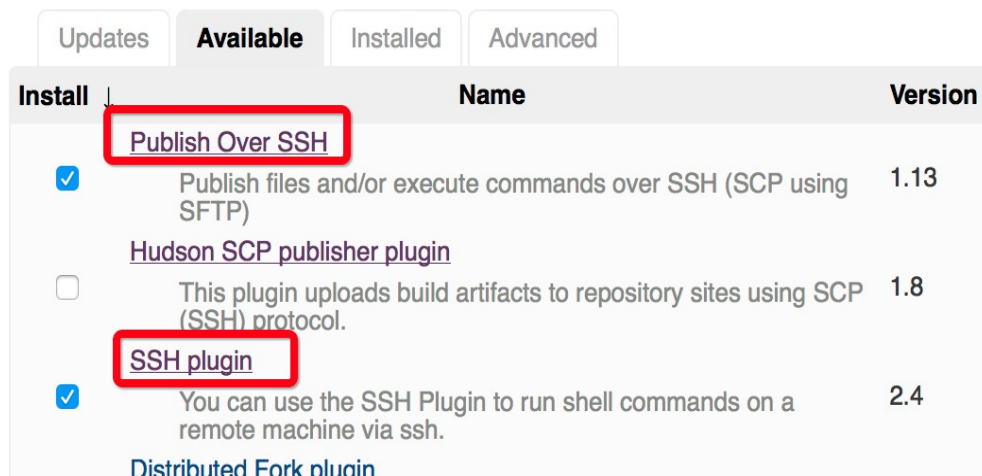 Updates Available Installed Advanced
Install ↓ Name Version
Publish Over SSH
Publish files and/or execute commands over SSH (SCP using 1.13
SFTP)
Hudson SCP publisher plugin
This plugin uploads build artifacts to repository sites using SCP 1.8
(SSH) protocol.
SSH plugin
You can use the SSH Plugin to run shell commands on a 2.4
remote machine via ssh.
Distributed Fork plugin